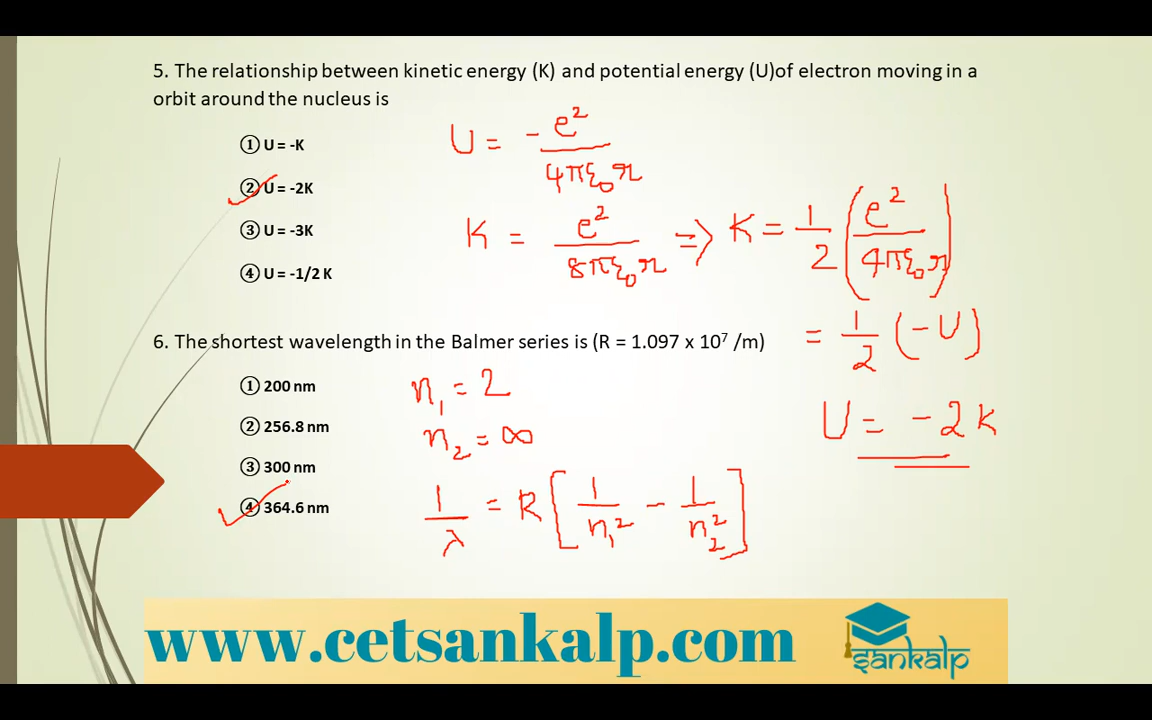 5. The relationship between kinetic energy (K) and potential energy (U)of electron moving in a
orbit around the nucleus is
① U = -K
② U = -2K
③ U = -3K
④ U = -1/2 K
U = - e² / 4πε₀r
K = e² / 8πε₀r => K = 1/2 (e² / 4πε₀r)
= 1/2 (-U)
U = -2K
6. The shortest wavelength in the Balmer series is (R = 1.097 x 10⁷ /m)
① 200 nm
② 256.8 nm
③ 300 nm
④ 364.6 nm
n₁ = 2
n₂ = ∞
1/λ = R [1/n₁² - 1/n₂²]
www.cetsankalp.com
sankalp